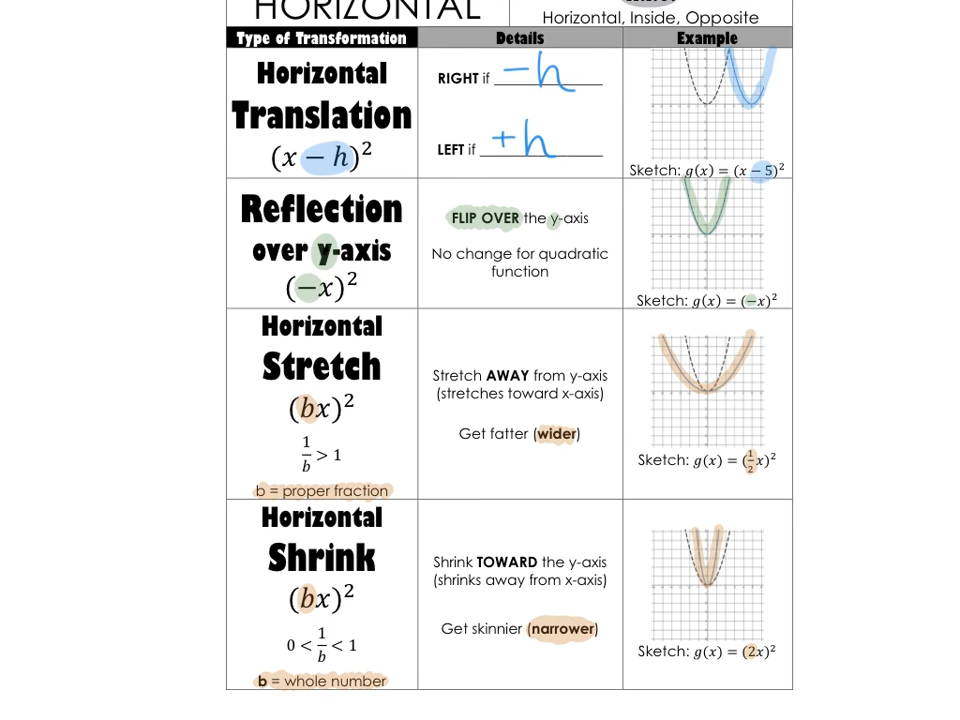 HORIZONTAL
Horizontal, Inside, Opposite
Type of Transformation
Details
Example
Horizontal
Translation
(x − h)²
RIGHT if −h
LEFT if +h
Sketch: g(x) = (x − 5)²
Reflection
over y-axis
(−x)²
FLIP OVER the y-axis
No change for quadratic
function
Sketch: g(x) = (−x)²
Horizontal
Stretch
(bx)²
1/b > 1
b = proper fraction
Stretch AWAY from y-axis
(stretches toward x-axis)
Get fatter (wider)
Sketch: g(x) = (1/2 x)²
Horizontal
Shrink
(bx)²
0 < 1/b < 1
b = whole number
Shrink TOWARD the y-axis
(shrinks away from x-axis)
Get skinnier (narrower)
Sketch: g(x) = (2x)²